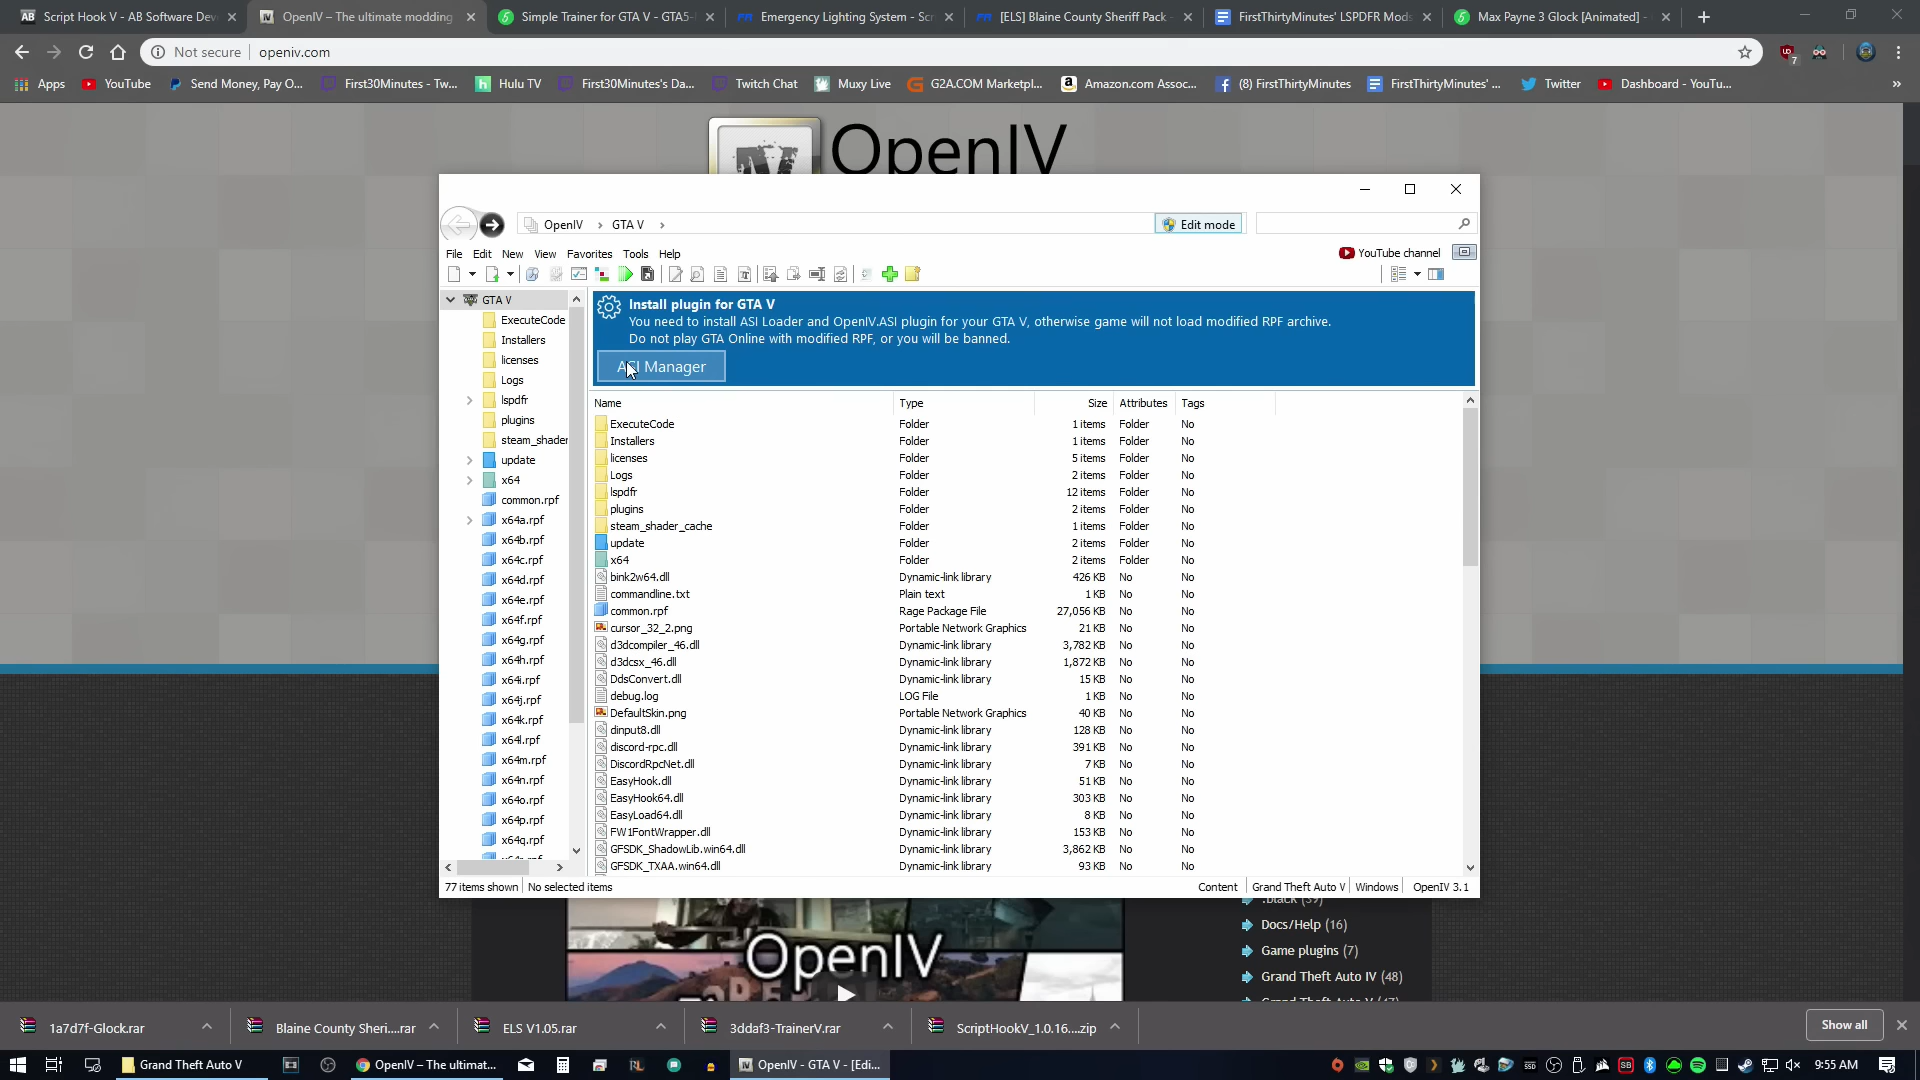 Script Hook V - AB Software Dev
OpenIV – The ultimate modding
Simple Trainer for GTA V - GTA5-
Emergency Lighting System - Scr
[ELS] Blaine County Sheriff Pack
FirstThirtyMinutes' LSPDFR Mods
Max Payne 3 Glock [Animated] -
Not secure
openiv.com
7
Apps
YouTube
Send Money, Pay O...
First30Minutes - Tw...
Hulu TV
First30Minutes's Da...
Twitch Chat
Muxy Live
G2A.COM Marketpl...
Amazon.com Assoc...
(8) FirstThirtyMinutes
FirstThirtyMinutes' ...
Twitter
Dashboard - YouTu...
OpenIV
OpenIV
GTA V
Edit mode
File
Edit
New
View
Favorites
Tools
Help
YouTube channel
GTA V
ExecuteCode
Installers
licenses
Logs
lspdfr
plugins
steam_shader
update
x64
common.rpf
x64a.rpf
x64b.rpf
x64c.rpf
x64d.rpf
x64e.rpf
x64f.rpf
x64g.rpf
x64h.rpf
x64i.rpf
x64j.rpf
x64k.rpf
x64l.rpf
x64m.rpf
x64n.rpf
x64o.rpf
x64p.rpf
x64q.rpf
Install plugin for GTA V
You need to install ASI Loader and OpenIV.ASI plugin for your GTA V, otherwise game will not load modified RPF archive.
Do not play GTA Online with modified RPF, or you will be banned.
ASI Manager
Name Type Size Attributes Tags
ExecuteCode Folder 1 items Folder No
Installers Folder 1 items Folder No
licenses Folder 5 items Folder No
Logs Folder 2 items Folder No
lspdfr Folder 12 items Folder No
plugins Folder 2 items Folder No
steam_shader_cache Folder 1 items Folder No
update Folder 2 items Folder No
x64 Folder 2 items Folder No
bink2w64.dll Dynamic-link library 426 KB No No
commandline.txt Plain text 1 KB No No
common.rpf Rage Package File 27,056 KB No No
cursor_32_2.png Portable Network Graphics 21 KB No No
d3dcompiler_46.dll Dynamic-link library 3,782 KB No No
d3dcsx_46.dll Dynamic-link library 1,872 KB No No
DdsConvert.dll Dynamic-link library 15 KB No No
debug.log LOG File 1 KB No No
DefaultSkin.png Portable Network Graphics 40 KB No No
dinput8.dll Dynamic-link library 128 KB No No
discord-rpc.dll Dynamic-link library 391 KB No No
DiscordRpcNet.dll Dynamic-link library 7 KB No No
EasyHook.dll Dynamic-link library 51 KB No No
EasyHook64.dll Dynamic-link library 303 KB No No
EasyLoad64.dll Dynamic-link library 8 KB No No
FW1FontWrapper.dll Dynamic-link library 153 KB No No
GFSDK_ShadowLib.win64.dll Dynamic-link library 3,862 KB No No
GFSDK_TXAA.win64.dll Dynamic-link library 93 KB No No
77 items shown
No selected items
Content
Grand Theft Auto V
Windows
OpenIV 3.1
.black (39)
Docs/Help (16)
Game plugins (7)
Grand Theft Auto IV (48)
OpenIV
1a7d7f-Glock.rar
Blaine County Sheri....rar
ELS V1.05.rar
3ddaf3-TrainerV.rar
ScriptHookV_1.0.16....zip
Show all
Grand Theft Auto V
OpenIV – The ultimat...
OpenIV - GTA V - [Edi...
9:55 AM